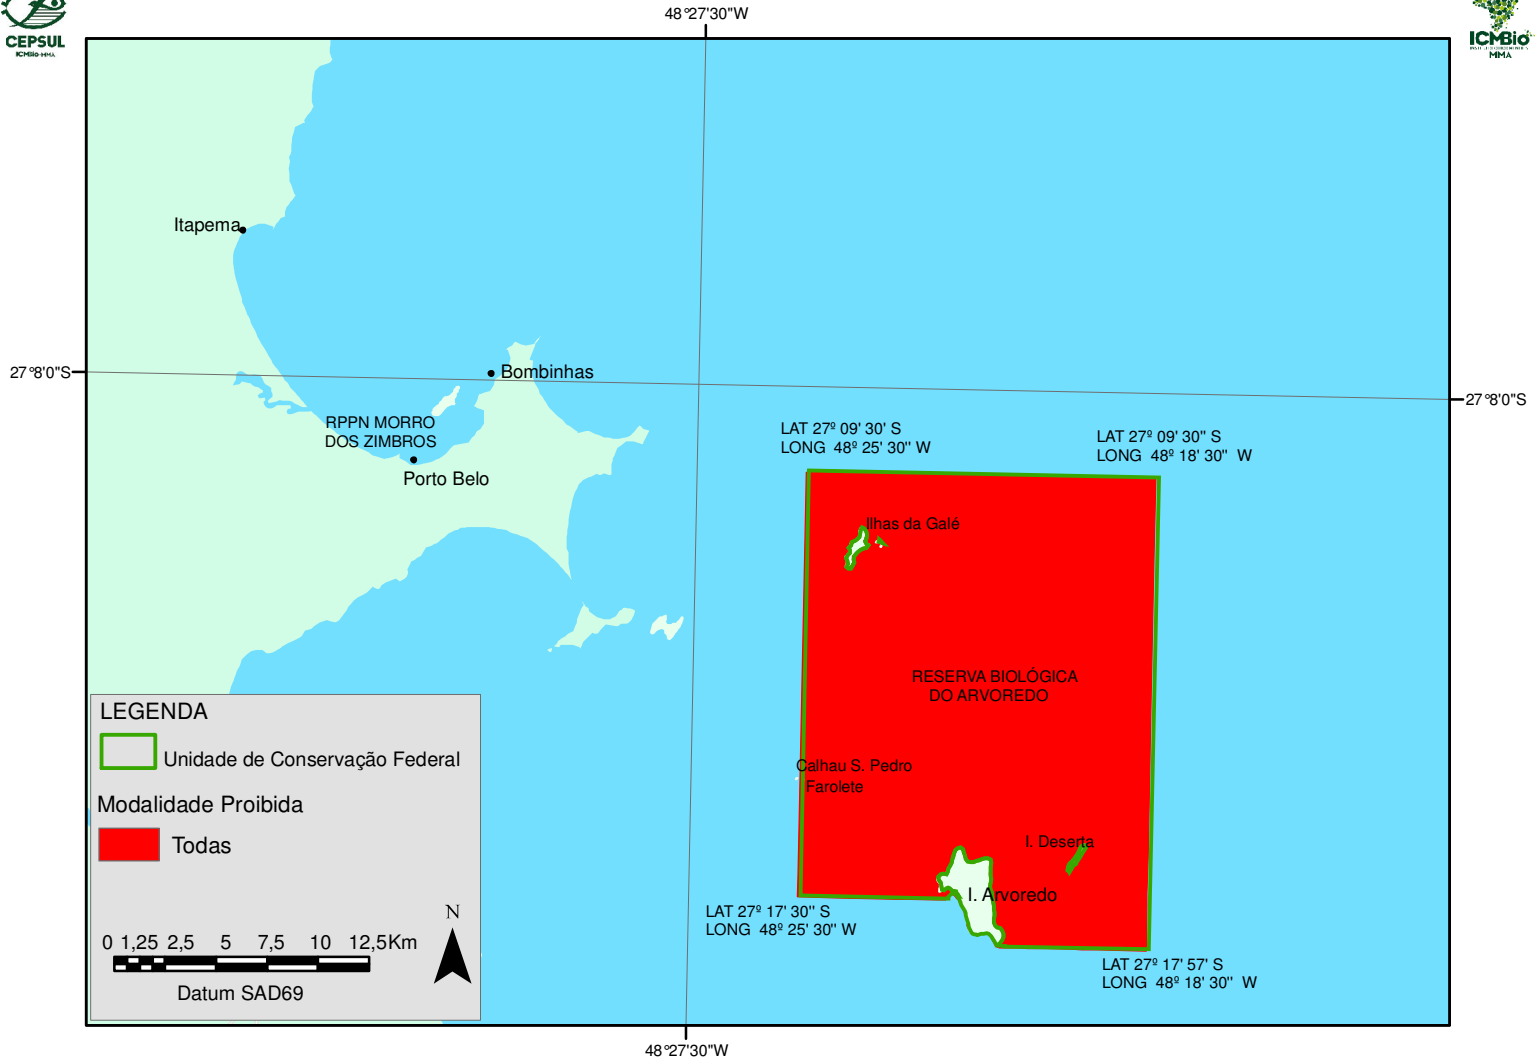 48°27'30"W
CEPSUL
ICMBio-MMA
ICMBio
MMA
Itapema
27°8'0"S
Bombinhas
27°8'0"S
RPPN MORRO
DOS ZIMBROS
Porto Belo
LAT 27º 09' 30' S
LONG 48º 25' 30'' W
LAT 27º 09' 30'' S
LONG 48º 18' 30'' W
Ilhas da Galé
RESERVA BIOLÓGICA
DO ARVOREDO
Calhau S. Pedro
Farolete
I. Deserta
I. Arvoredo
LAT 27º 17' 30'' S
LONG 48º 25' 30'' W
LAT 27º 17' 57' S
LONG 48º 18' 30'' W
LEGENDA
Unidade de Conservação Federal
Modalidade Proibida
Todas
N
0 1,25 2,5 5 7,5 10 12,5Km
Datum SAD69
48°27'30"W